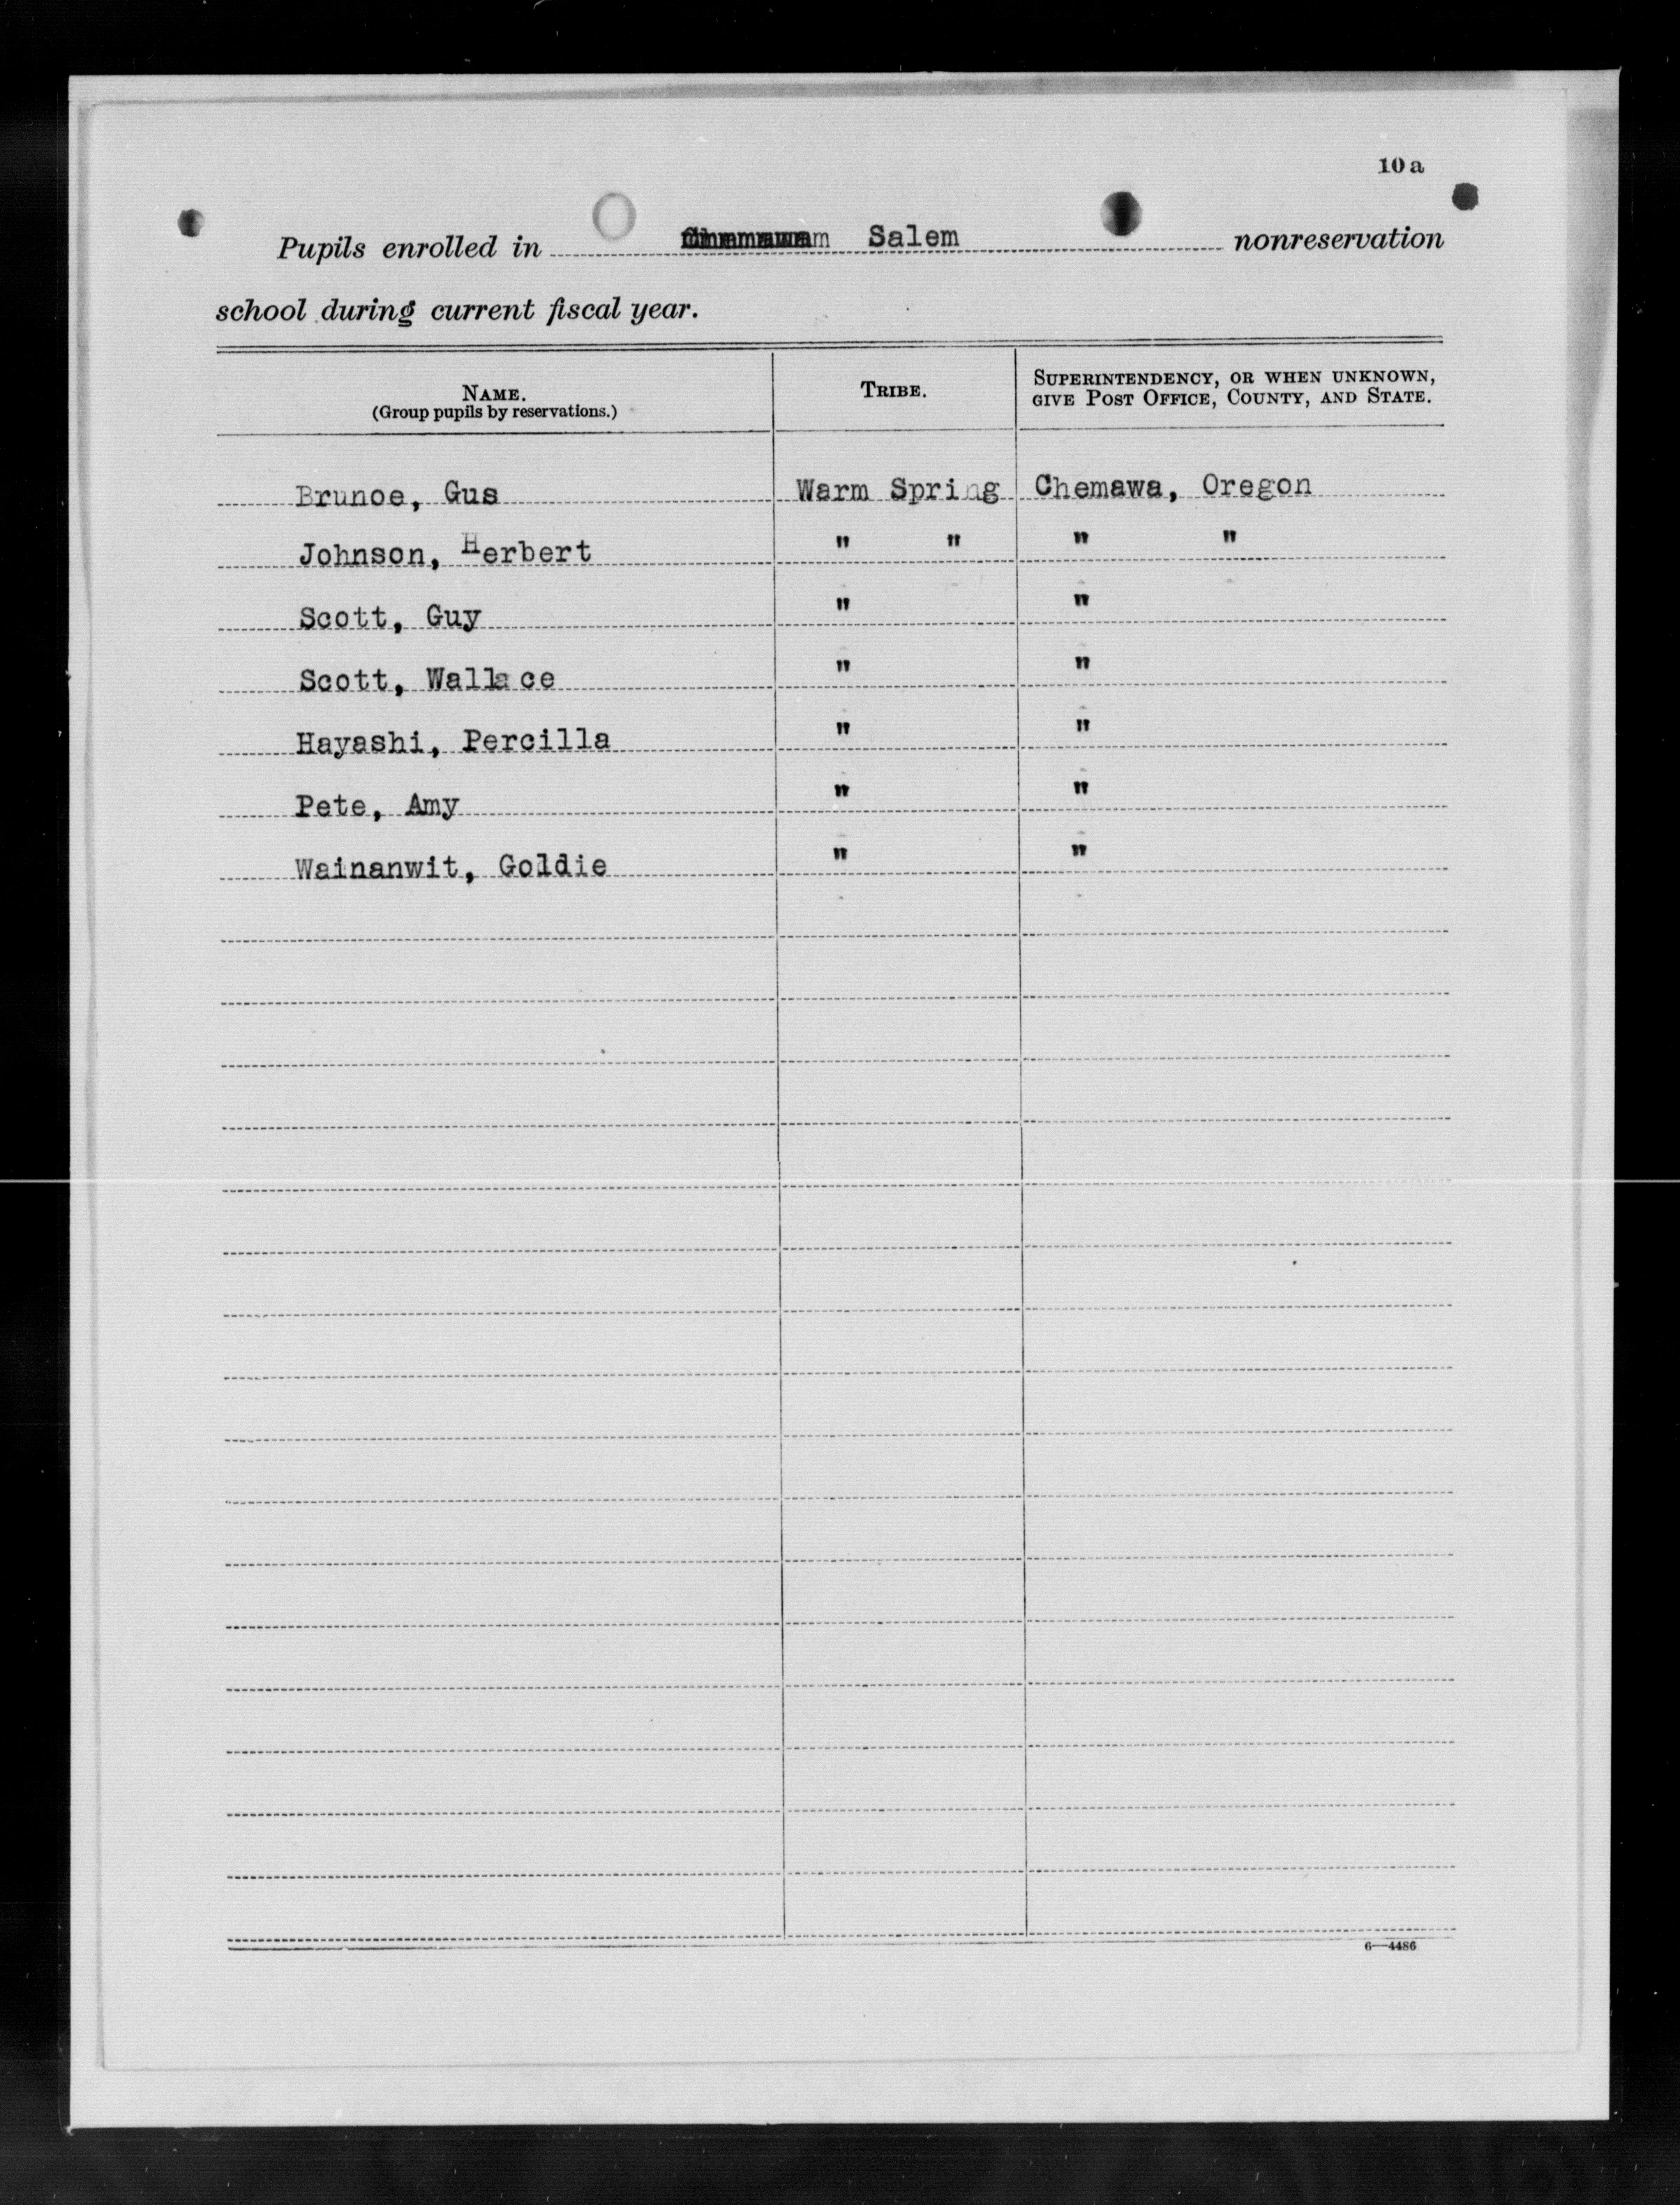 10 a
Pupils enrolled in Salem nonreservation
school during current fiscal year.
NAME. TRIBE. SUPERINTENDENCY, OR WHEN UNKNOWN,
(Group pupils by reservations.) GIVE POST OFFICE, COUNTY, AND STATE.
Brunoe, Gus Warm Spring Chemawa, Oregon
Johnson, Herbert " " " "
Scott, Guy " "
Scott, Wallace " "
Hayashi, Percilla " "
Pete, Amy " "
Wainanwit, Goldie " "
6—4486